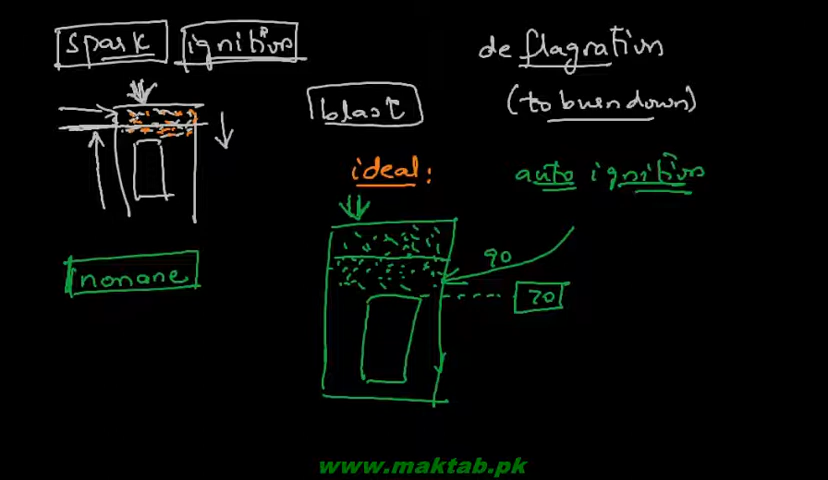 spark ignition
deflagration
blast
(to burn down)
ideal:
auto ignition
90
nonane
70
www.maktab.pk